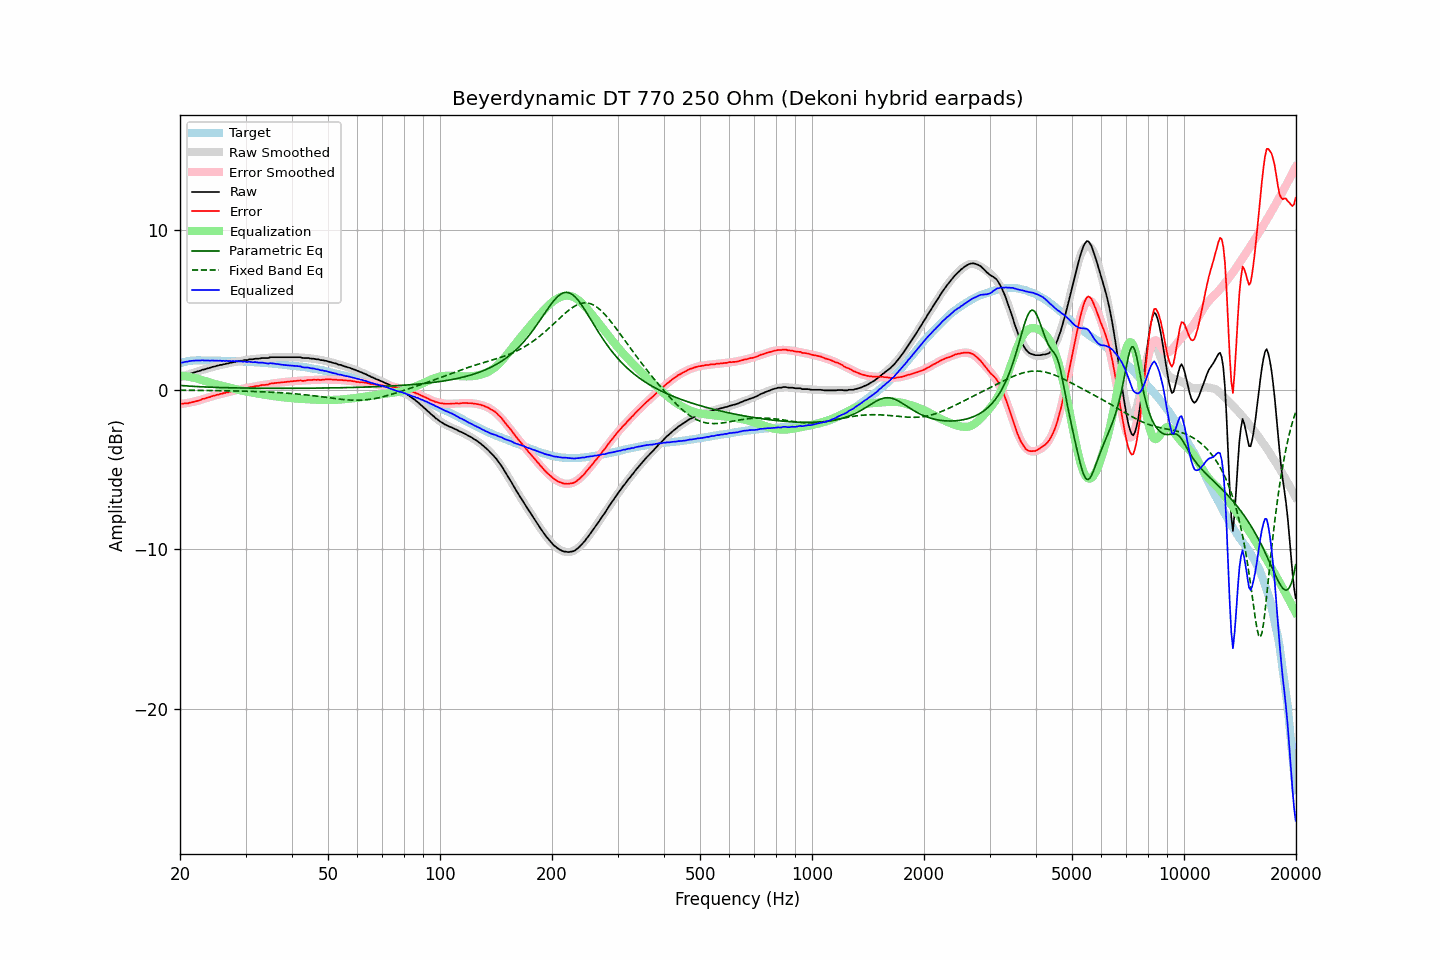 Beyerdynamic DT 770 250 Ohm (Dekoni hybrid earpads)
Target
Raw Smoothed
Error Smoothed
Raw
Error
Equalization
Parametric Eq
Fixed Band Eq
Equalized
10
0
−10
−20
Amplitude (dBr)
20 50 100 200 500 1000 2000 5000 10000 20000
Frequency (Hz)